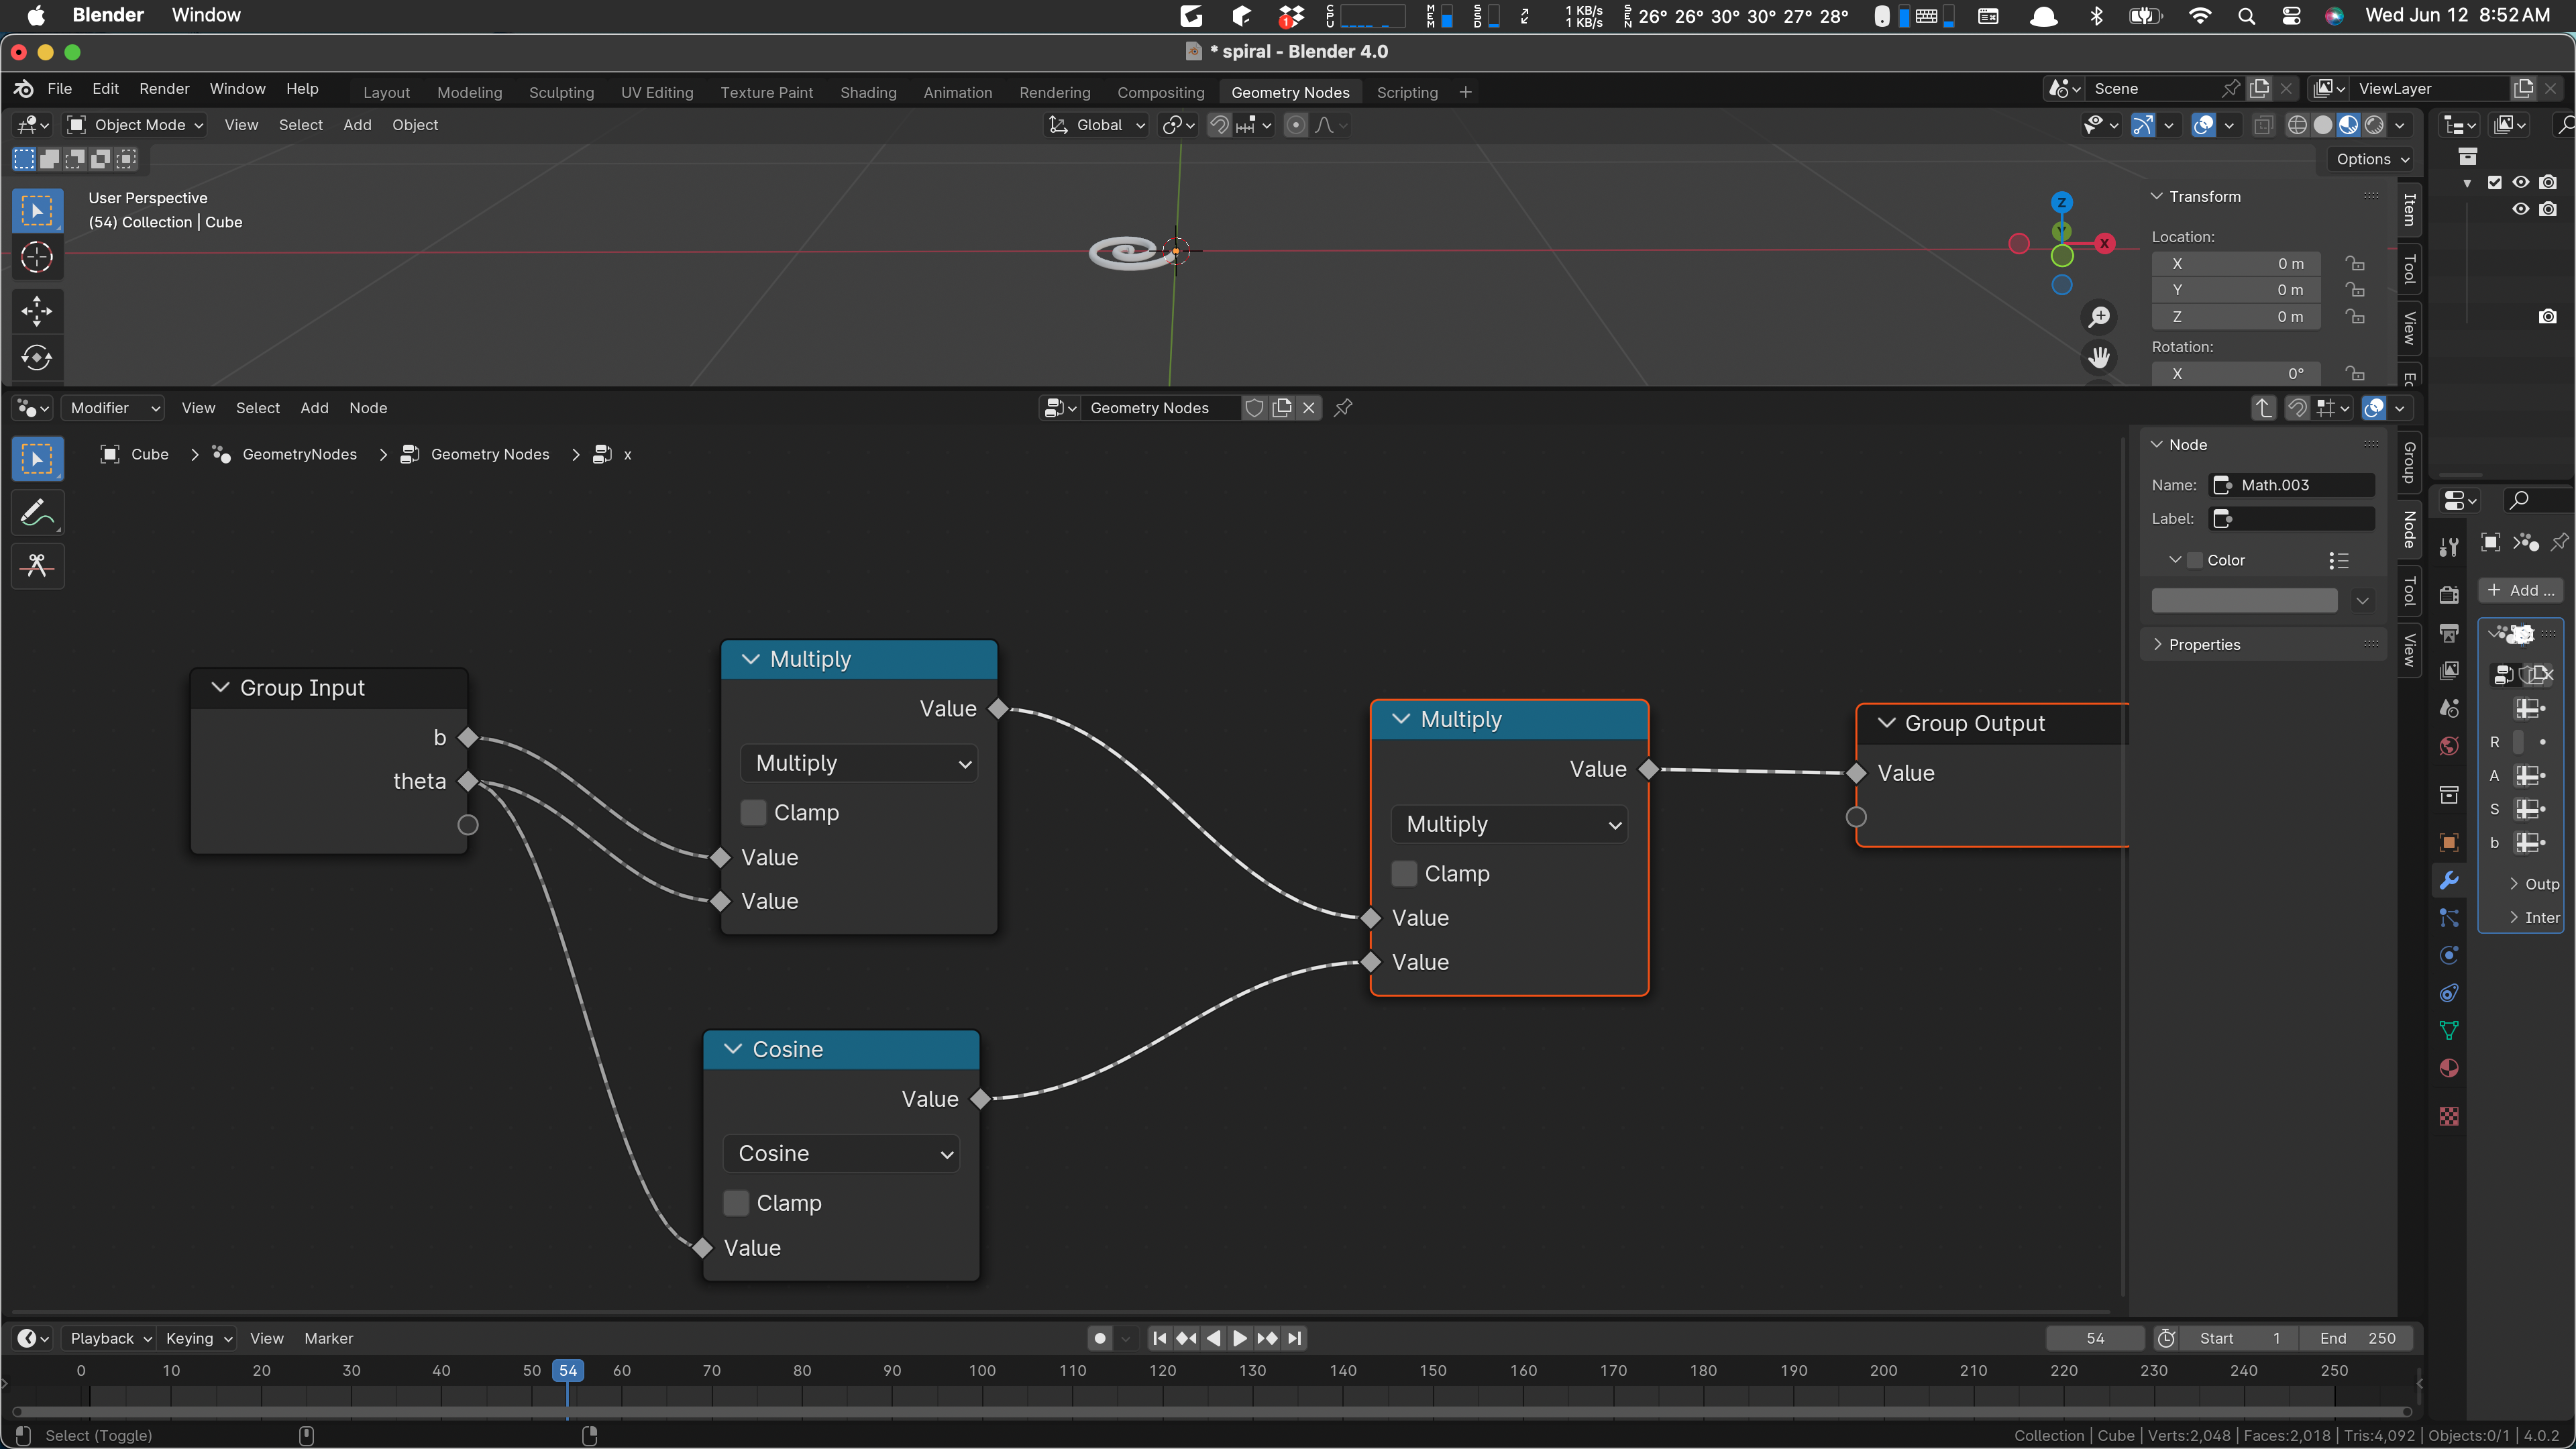 Blender Window
CPU MEM SSD 1 KB/s 1 KB/s SEN 26° 26° 30° 30° 27° 28° Wed Jun 12 8:52 AM
1
* spiral - Blender 4.0
File Edit Render Window Help Layout Modeling Sculpting UV Editing Texture Paint Shading Animation Rendering Compositing Geometry Nodes Scripting + Scene ViewLayer
Object Mode View Select Add Object Global
Options
User Perspective
(54) Collection | Cube
Z
X
Transform
Location:
X 0 m
Y 0 m
Z 0 m
Rotation:
X 0°
Item
Tool
View
Modifier View Select Add Node Geometry Nodes
Cube > GeometryNodes > Geometry Nodes > x
Node
Name: Math.003
Label:
Color
Properties
Group
Node
Tool
View
+ Add ...
R
A
S
b
Outp
Inter
Group Input
b
theta
Multiply
Value
Multiply
Clamp
Value
Value
Cosine
Value
Cosine
Clamp
Value
Multiply
Value
Multiply
Clamp
Value
Value
Group Output
Value
Playback Keying View Marker 54 Start 1 End 250
0 10 20 30 40 50 54 60 70 80 90 100 110 120 130 140 150 160 170 180 190 200 210 220 230 240 250
Select (Toggle) Collection | Cube | Verts:2,048 | Faces:2,018 | Tris:4,092 | Objects:0/1 | 4.0.2